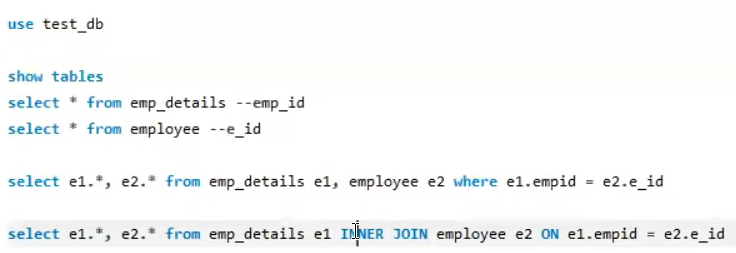 use test_db
show tables
select * from emp_details --emp_id
select * from employee --e_id
select e1.*, e2.* from emp_details e1, employee e2 where e1.empid = e2.e_id
select e1.*, e2.* from emp_details e1 INNER JOIN employee e2 ON e1.empid = e2.e_id